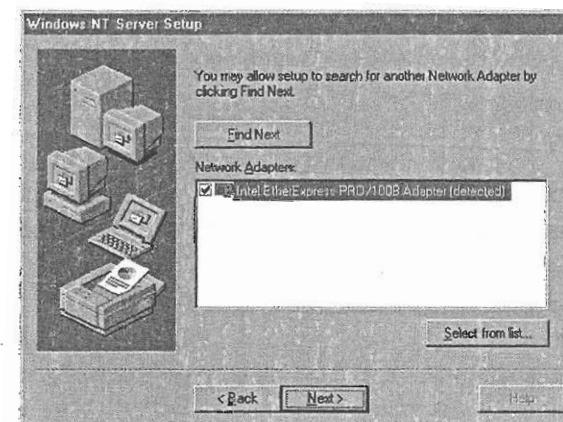 Windows NT Server Setup
You may allow setup to search for another Network Adapter by
clicking Find Next.
Find Next
Network Adapters:
Intel EtherExpress PRO/100B Adapter (detected)
Select from list...
< Back
Next >
Help